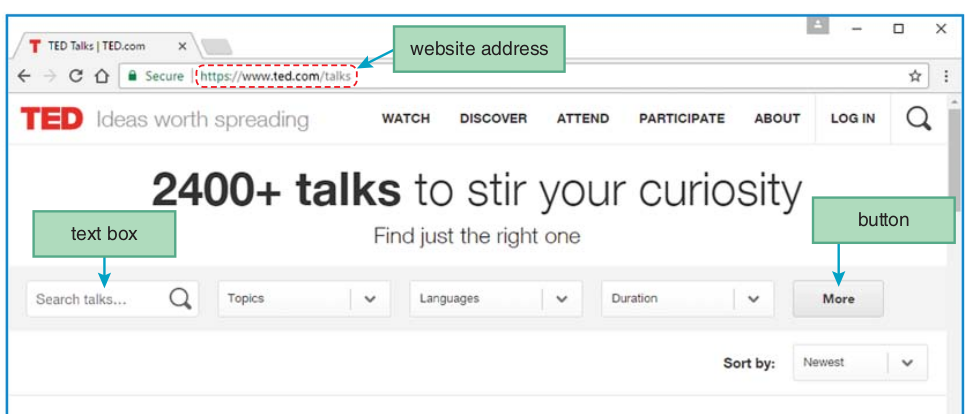 TED Talks | TED.com
website address
Secure https://www.ted.com/talks
TED Ideas worth spreading WATCH DISCOVER ATTEND PARTICIPATE ABOUT LOG IN
2400+ talks to stir your curiosity
text box
button
Find just the right one
Search talks... Topics Languages Duration More
Sort by: Newest